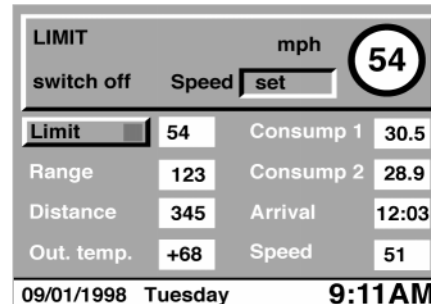 LIMIT mph 54
switch off Speed set
Limit 54 Consump 1 30.5
Range 123 Consump 2 28.9
Distance 345 Arrival 12:03
Out. temp. +68 Speed 51
09/01/1998 Tuesday 9:11AM